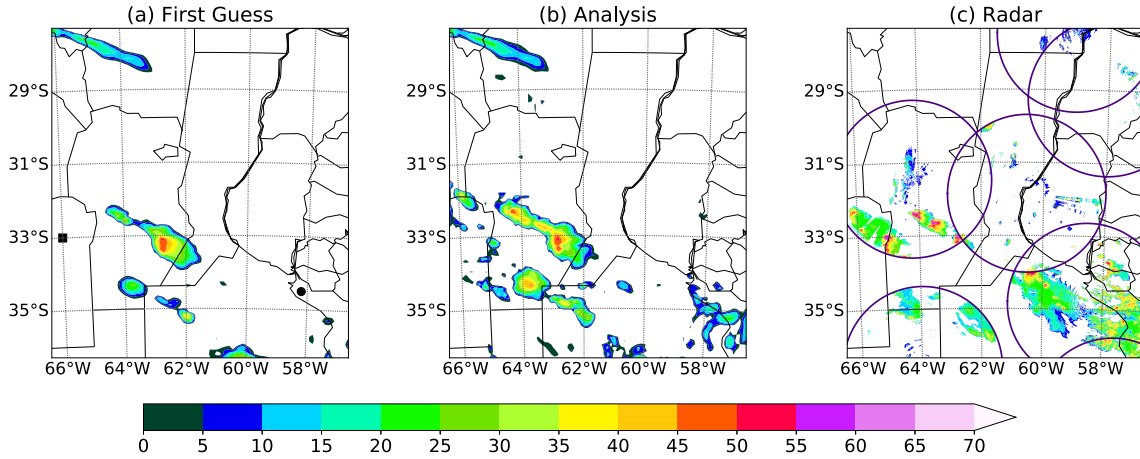 (a) First Guess (b) Analysis (c) Radar
29°S 29°S 29°S
31°S 31°S 31°S
33°S 33°S 33°S
35°S 35°S 35°S
66°W 64°W 62°W 60°W 58°W 66°W 64°W 62°W 60°W 58°W 66°W 64°W 62°W 60°W 58°W
0 5 10 15 20 25 30 35 40 45 50 55 60 65 70